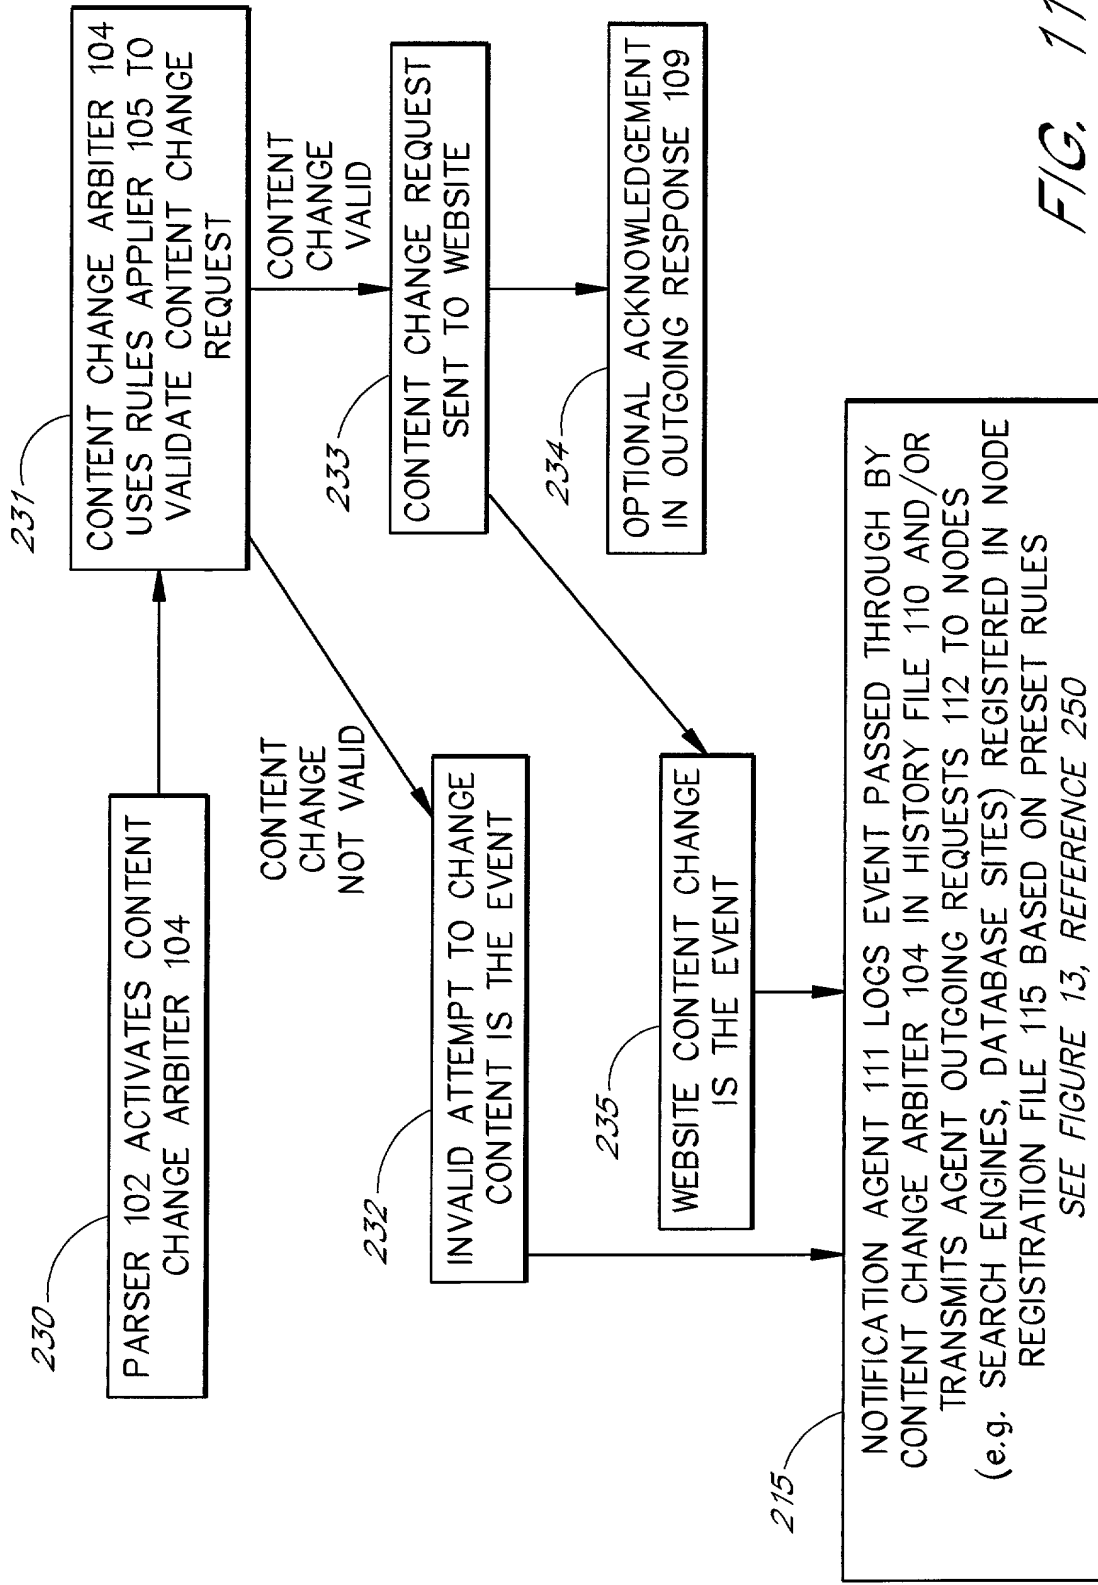 230
PARSER 102 ACTIVATES CONTENT
CHANGE ARBITER 104
231
CONTENT CHANGE ARBITER 104
USES RULES APPLIER 105 TO
VALIDATE CONTENT CHANGE
REQUEST
CONTENT
CHANGE
NOT VALID
CONTENT
CHANGE
VALID
232
INVALID ATTEMPT TO CHANGE
CONTENT IS THE EVENT
233
CONTENT CHANGE REQUEST
SENT TO WEBSITE
235
WEBSITE CONTENT CHANGE
IS THE EVENT
234
OPTIONAL ACKNOWLEDGEMENT
IN OUTGOING RESPONSE 109
215
NOTIFICATION AGENT 111 LOGS EVENT PASSED THROUGH BY
CONTENT CHANGE ARBITER 104 IN HISTORY FILE 110 AND/OR
TRANSMITS AGENT OUTGOING REQUESTS 112 TO NODES
(e.g. SEARCH ENGINES, DATABASE SITES) REGISTERED IN NODE
REGISTRATION FILE 115 BASED ON PRESET RULES
SEE FIGURE 13, REFERENCE 250
FIG. 11